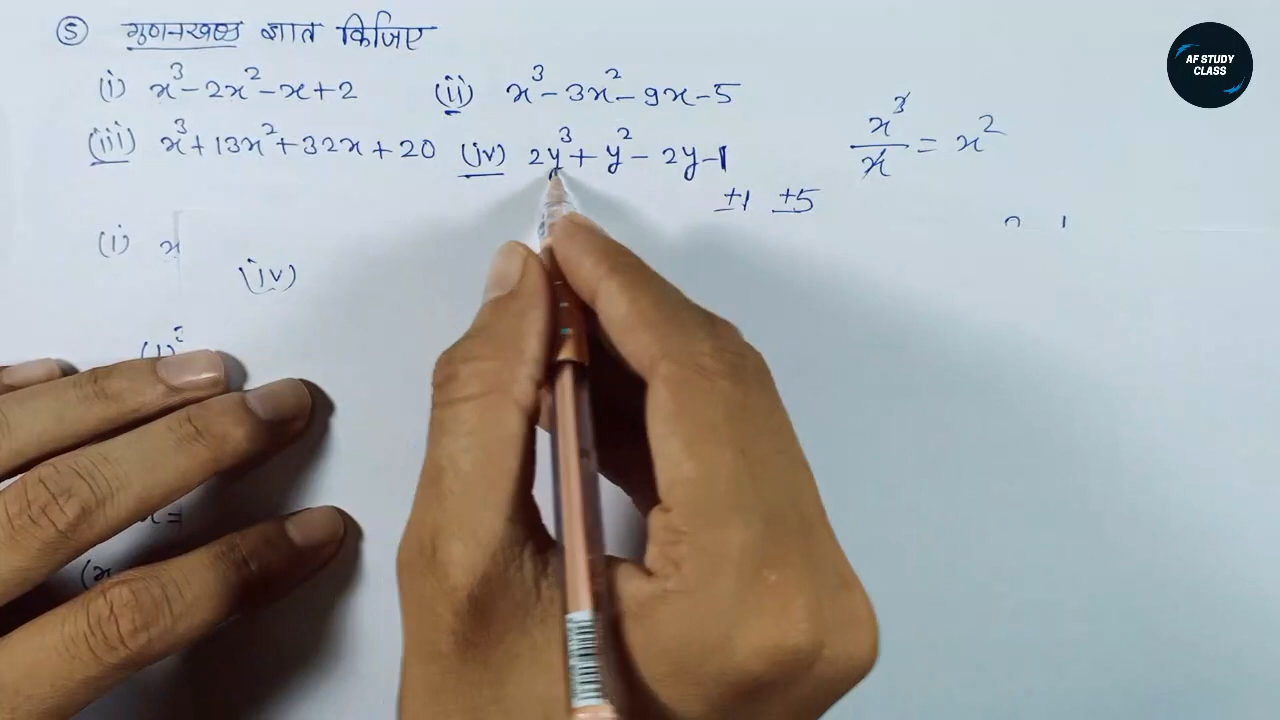 ⑤ गुणनखण्ड ज्ञात किजिए
AF STUDY
CLASS
(i) x³-2x²-x+2 (ii) x³-3x²-9x-5
(iii) x³+13x²+32x+20 (iv) 2y³+y²-2y-1
x³/x = x²
±1 ±5
(i) x
(iv)